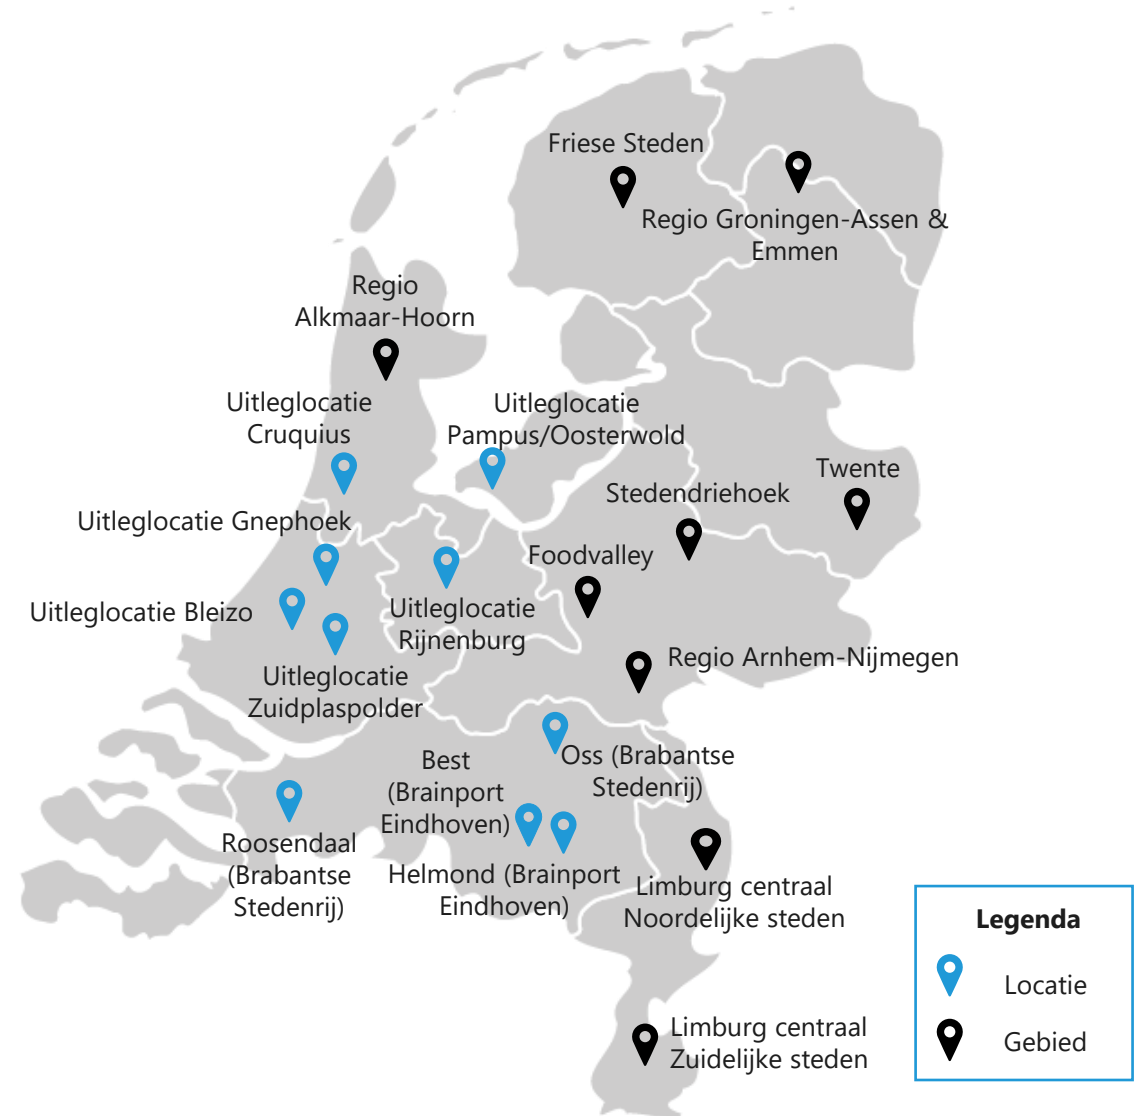 Friese Steden
Regio Groningen-Assen &
Emmen
Regio
Alkmaar-Hoorn
Uitleglocatie
Cruquius
Uitleglocatie
Pampus/Oosterwold
Twente
Stedendriehoek
Uitleglocatie Gnephoek
Foodvalley
Uitleglocatie Bleizo
Uitleglocatie
Rijnenburg
Regio Arnhem-Nijmegen
Uitleglocatie
Zuidplaspolder
Oss (Brabantse
Stedenrij)
Best
(Brainport
Eindhoven)
Roosendaal
(Brabantse
Stedenrij)
Helmond (Brainport
Eindhoven)
Limburg centraal
Noordelijke steden
Limburg centraal
Zuidelijke steden
Legenda
Locatie
Gebied